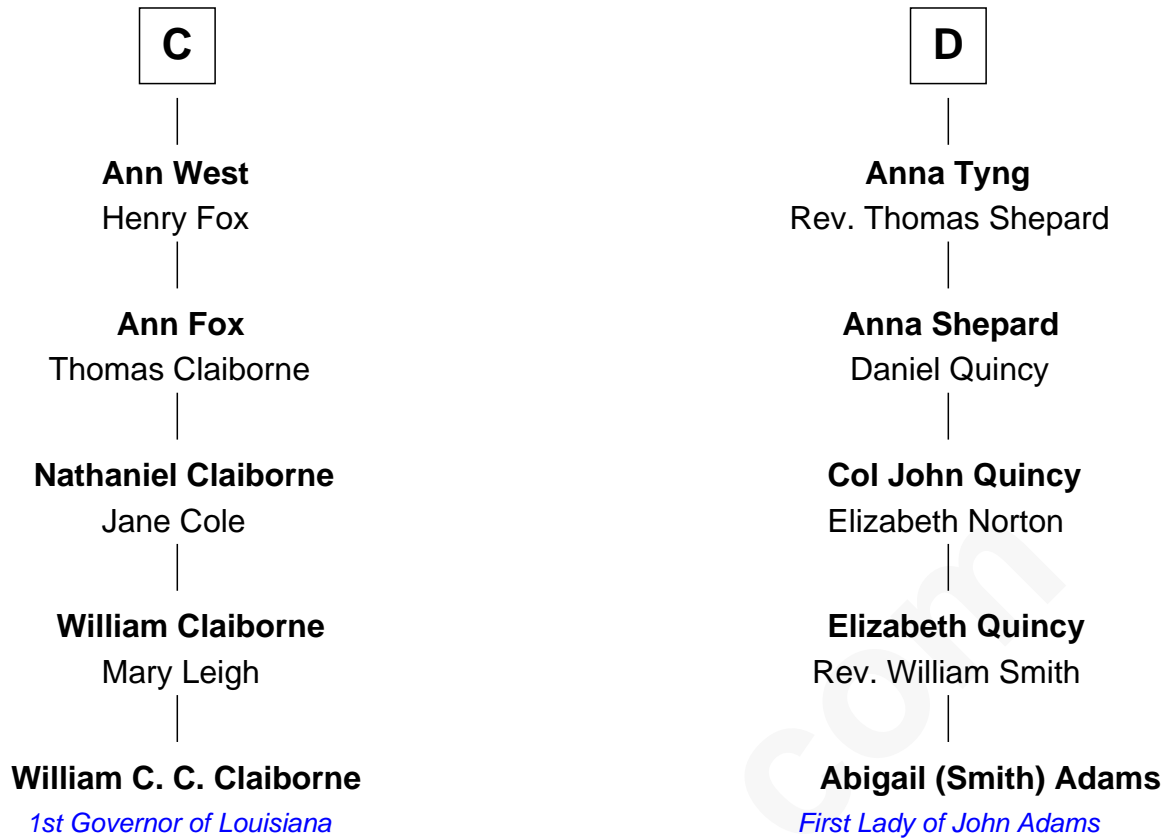 C
Ann West
Henry Fox
Ann Fox
Thomas Claiborne
Nathaniel Claiborne
Jane Cole
William Claiborne
Mary Leigh
William C. C. Claiborne
1st Governor of Louisiana
D
Anna Tyng
Rev. Thomas Shepard
Anna Shepard
Daniel Quincy
Col John Quincy
Elizabeth Norton
Elizabeth Quincy
Rev. William Smith
Abigail (Smith) Adams
First Lady of John Adams
com